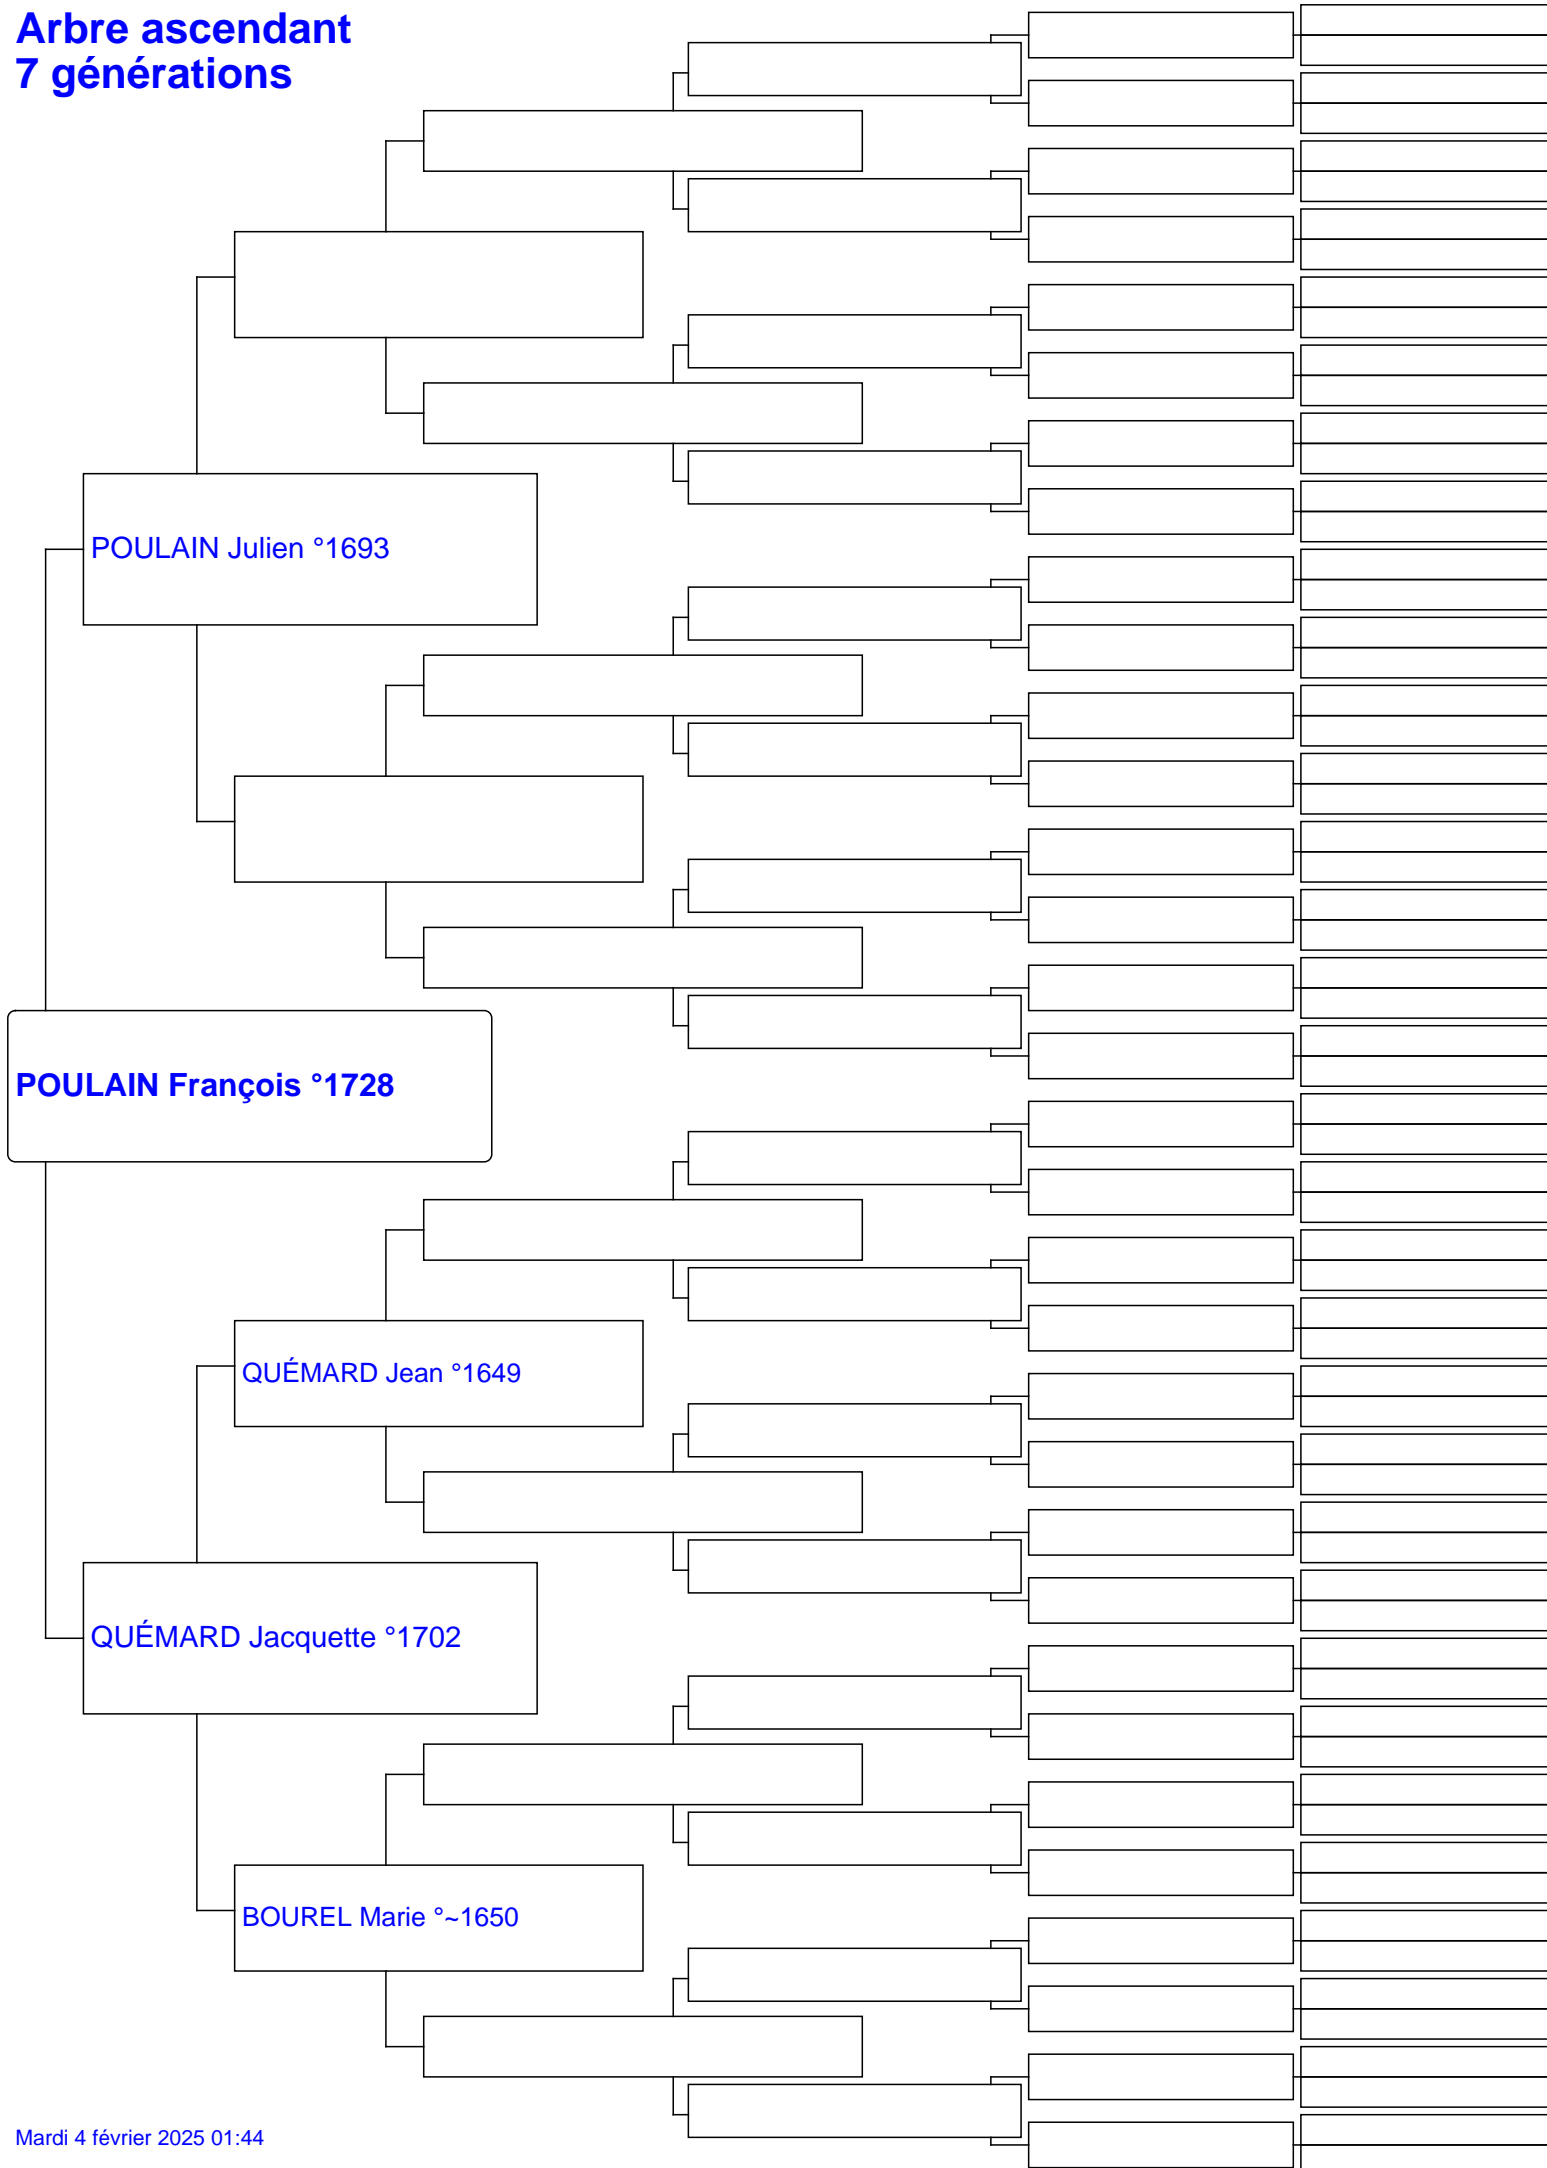 Arbre ascendant
7 générations
POULAIN Julien °1693
POULAIN François °1728
QUÉMARD Jean °1649
QUÉMARD Jacquette °1702
BOUREL Marie °~1650
Mardi 4 février 2025 01:44